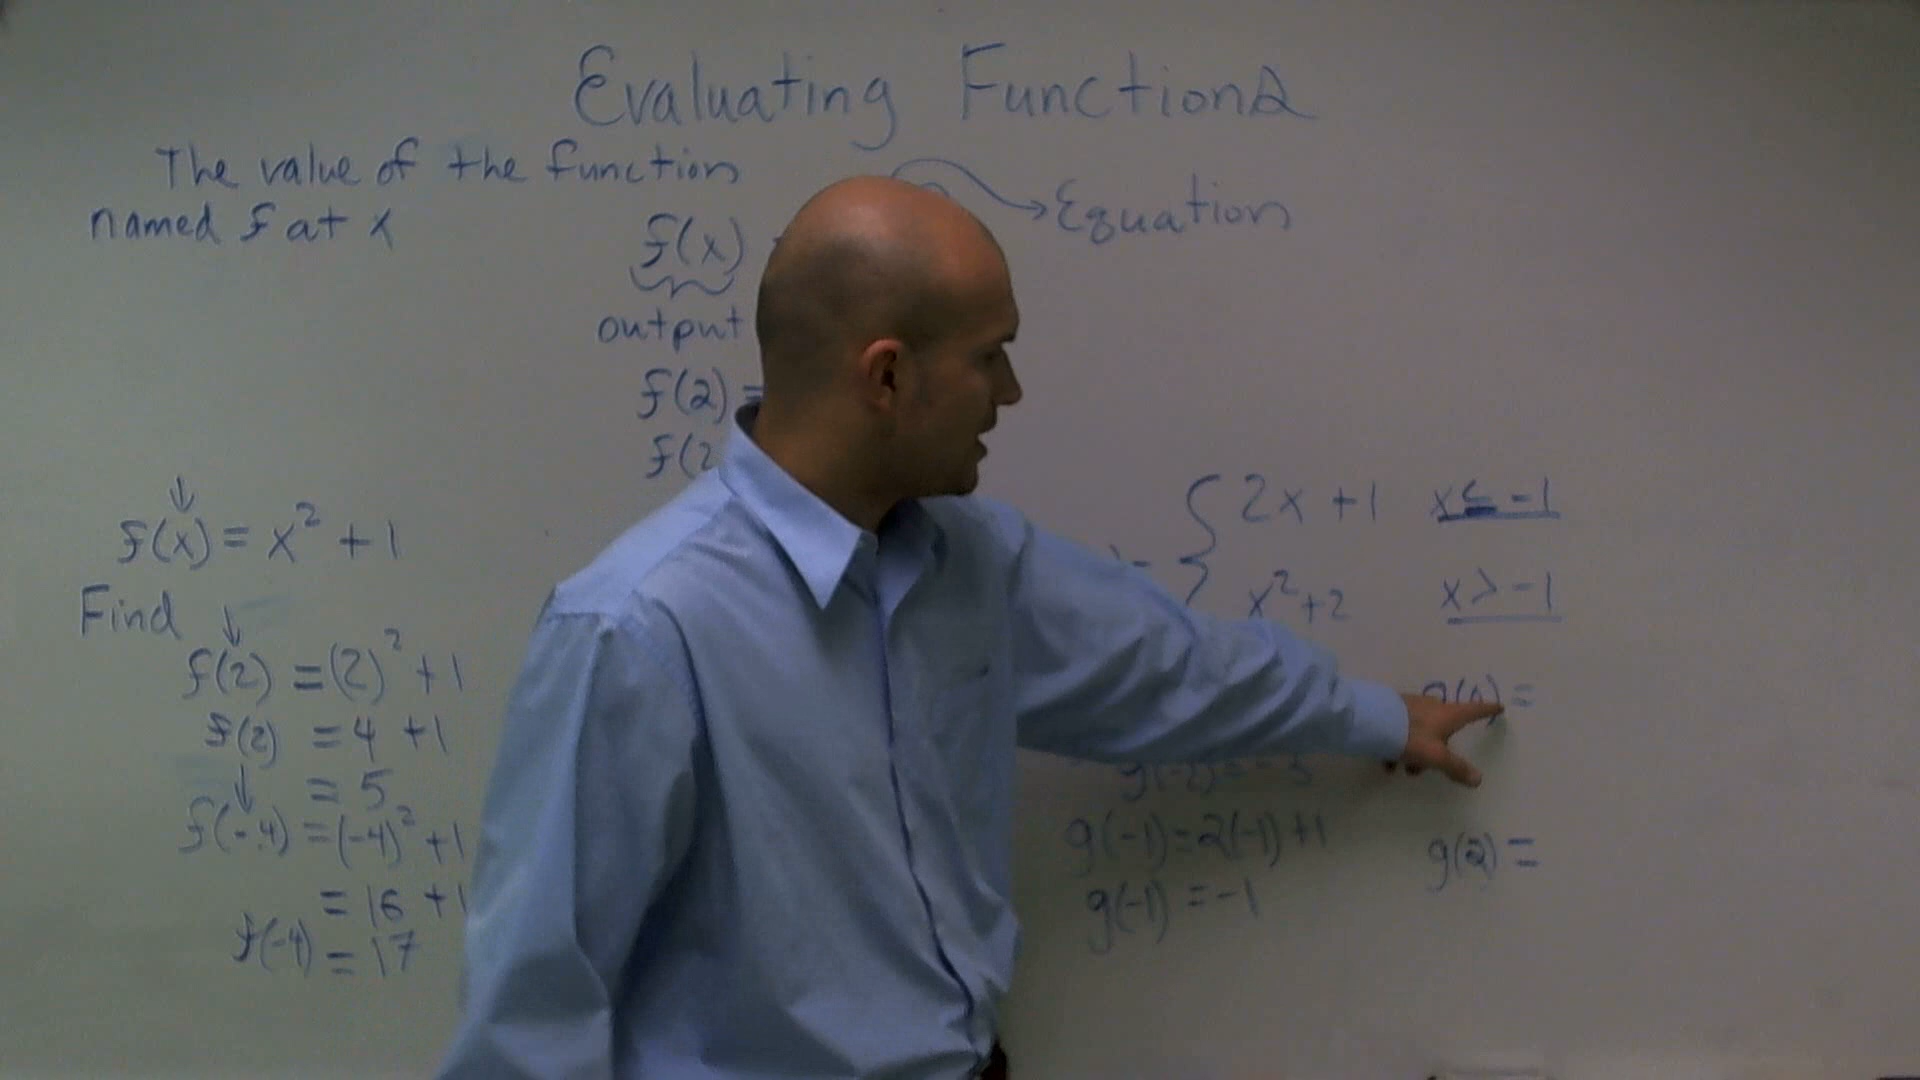 Evaluating Functions
The value of the function
named f at x
f(x)
Equation
output
f(2) =
f(2
f(x) = x² + 1
Find
f(2) = (2)² + 1
f(2) = 4 + 1
= 5
f(-4) = (-4)² + 1
= 16 + 1
f(-4) = 17
2x + 1 x ≤ -1
x² + 2 x > -1
g(-1) = 2(-1) + 1
g(-1) = -1
g(2) =